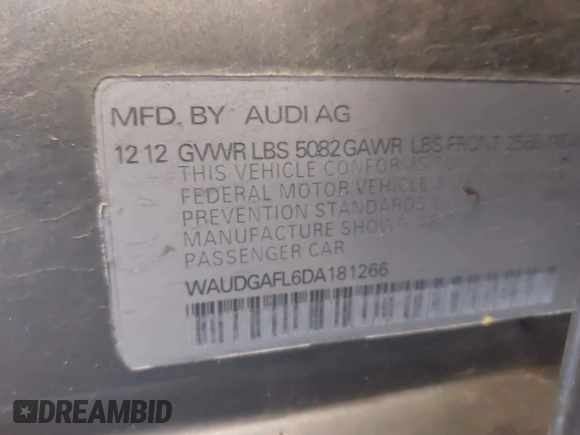 MFD. BY AUDI AG
12 12 GVWR LBS 5082 GAWR LBS FRONT
THIS VEHICLE CONFORMS TO
FEDERAL MOTOR VEHICLE
PREVENTION STANDARDS
MANUFACTURE SHOWN
PASSENGER CAR
WAUDGAFL6DA181266
DREAMBID